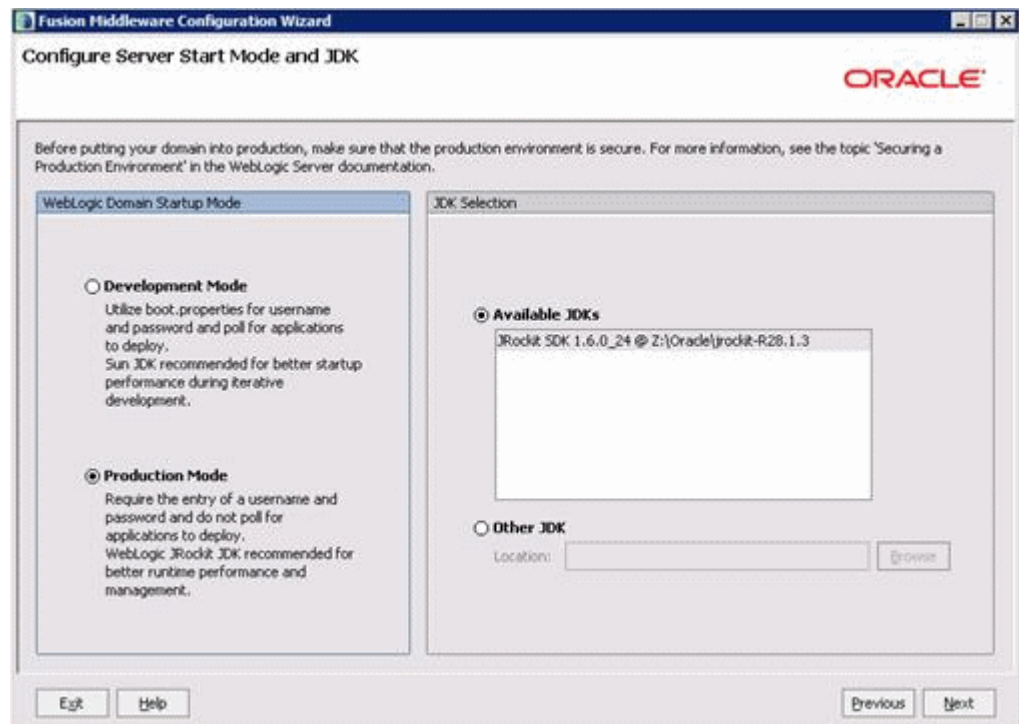 Fusion Middleware Configuration Wizard
Configure Server Start Mode and JDK
ORACLE
Before putting your domain into production, make sure that the production environment is secure. For more information, see the topic 'Securing a
Production Environment' in the WebLogic Server documentation.
WebLogic Domain Startup Mode
Development Mode
Utilize boot.properties for username
and password and poll for applications
to deploy.
Sun JDK recommended for better startup
performance during iterative
development.
Production Mode
Require the entry of a username and
password and do not poll for
applications to deploy.
WebLogic JRockit JDK recommended for
better runtime performance and
management.
JDK Selection
Available JDKs
JRockit SDK 1.6.0_24 @ Z:\Oracle\jrockit-R28.1.3
Other JDK
Location:
Browse
Exit
Help
Previous
Next